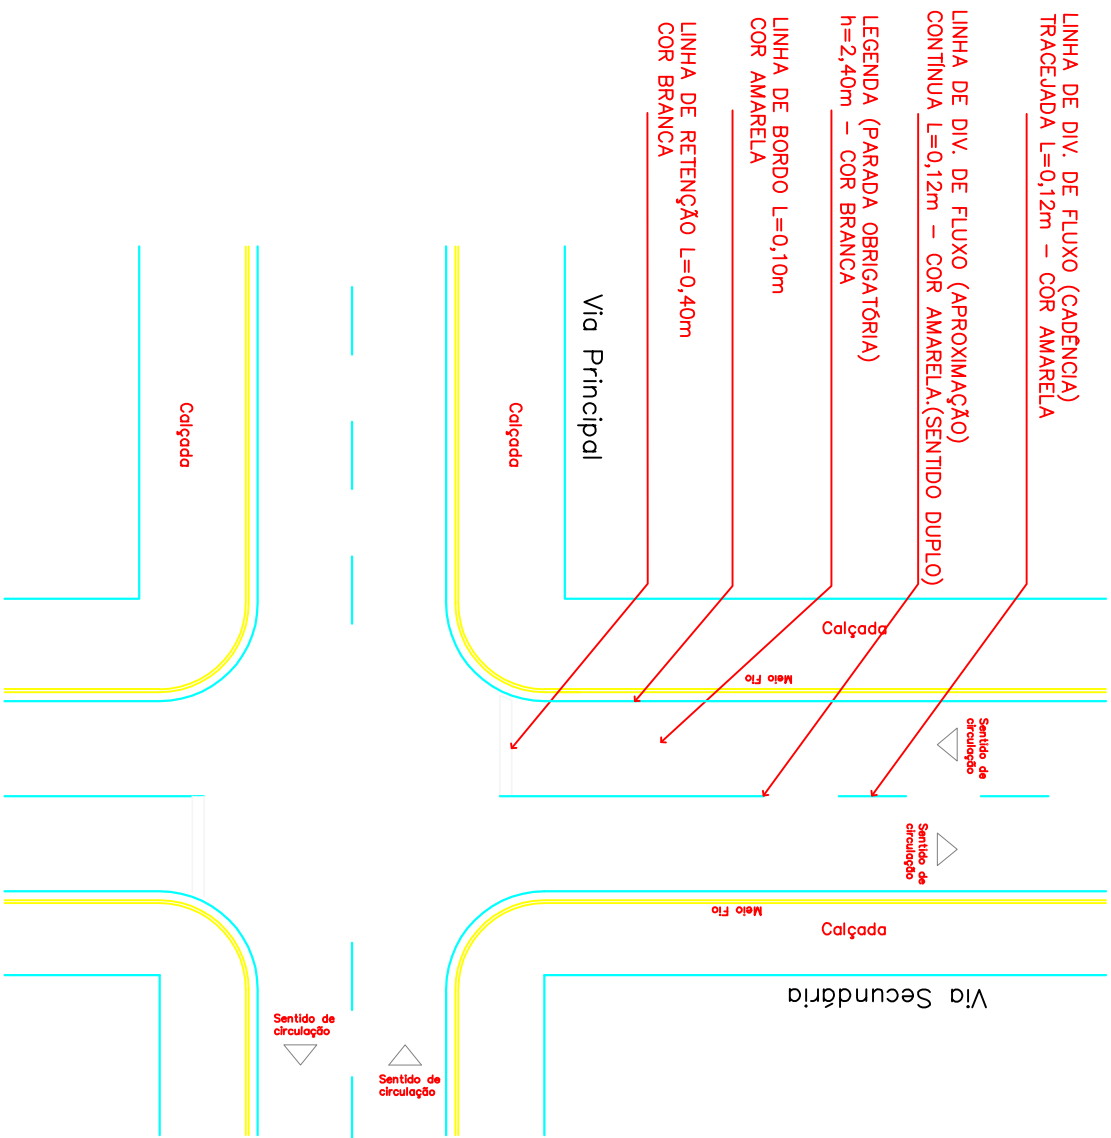 LINHA DE DIV. DE FLUXO (CADÊNCIA)
TRACEJADA L=0,12m – COR AMARELA
LINHA DE DIV. DE FLUXO (APROXIMAÇÃO)
CONTÍNUA L=0,12m – COR AMARELA.(SENTIDO DUPLO)
LEGENDA (PARADA OBRIGATÓRIA)
h=2,40m – COR BRANCA
LINHA DE BORDO L=0,10m
COR AMARELA
LINHA DE RETENÇÃO L=0,40m
COR BRANCA
Via Principal
Calçada
Calçada
Calçada
Meio Fio
Sentido de
circulação
Sentido de
circulação
Meio Fio
Calçada
Via Secundária
Sentido de
circulação
Sentido de
circulação